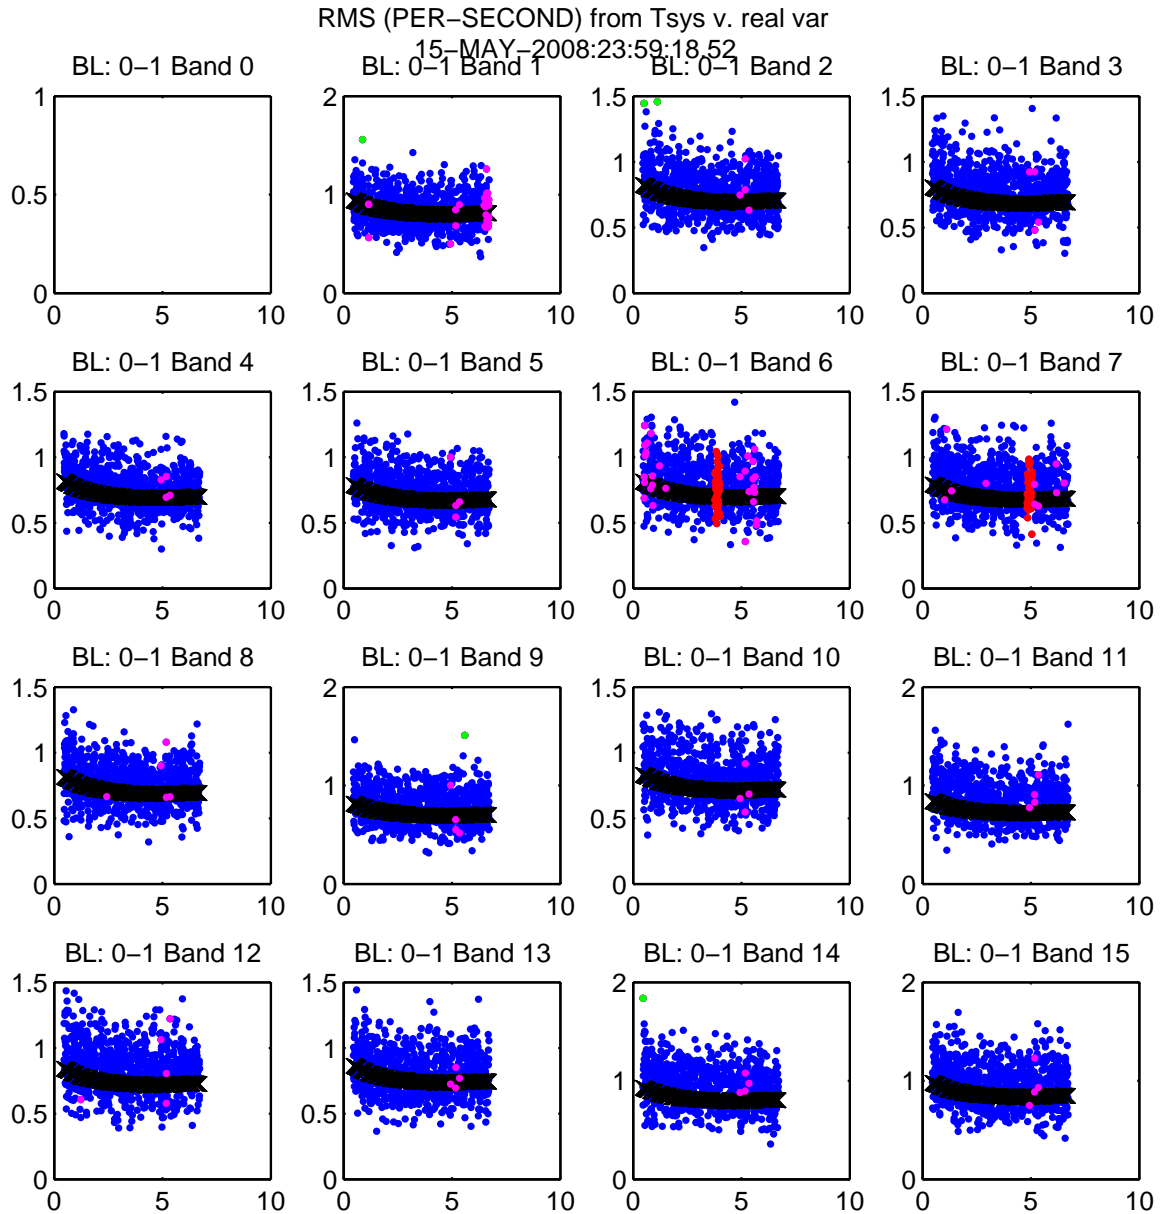 RMS (PER−SECOND) from Tsys v. real var
15−MAY−2008:23:59:18.52
BL: 0−1 Band 0
BL: 0−1 Band 1
BL: 0−1 Band 2
BL: 0−1 Band 3
1
0.5
0
0 5 10
2
1
0
0 5 10
1.5
1
0.5
0
0 5 10
1.5
1
0.5
0
0 5 10
BL: 0−1 Band 4
BL: 0−1 Band 5
BL: 0−1 Band 6
BL: 0−1 Band 7
1.5
1
0.5
0
0 5 10
1.5
1
0.5
0
0 5 10
1.5
1
0.5
0
0 5 10
1.5
1
0.5
0
0 5 10
BL: 0−1 Band 8
BL: 0−1 Band 9
BL: 0−1 Band 10
BL: 0−1 Band 11
1.5
1
0.5
0
0 5 10
2
1
0
0 5 10
1.5
1
0.5
0
0 5 10
2
1
0
0 5 10
BL: 0−1 Band 12
BL: 0−1 Band 13
BL: 0−1 Band 14
BL: 0−1 Band 15
1.5
1
0.5
0
0 5 10
1.5
1
0.5
0
0 5 10
2
1
0
0 5 10
2
1
0
0 5 10